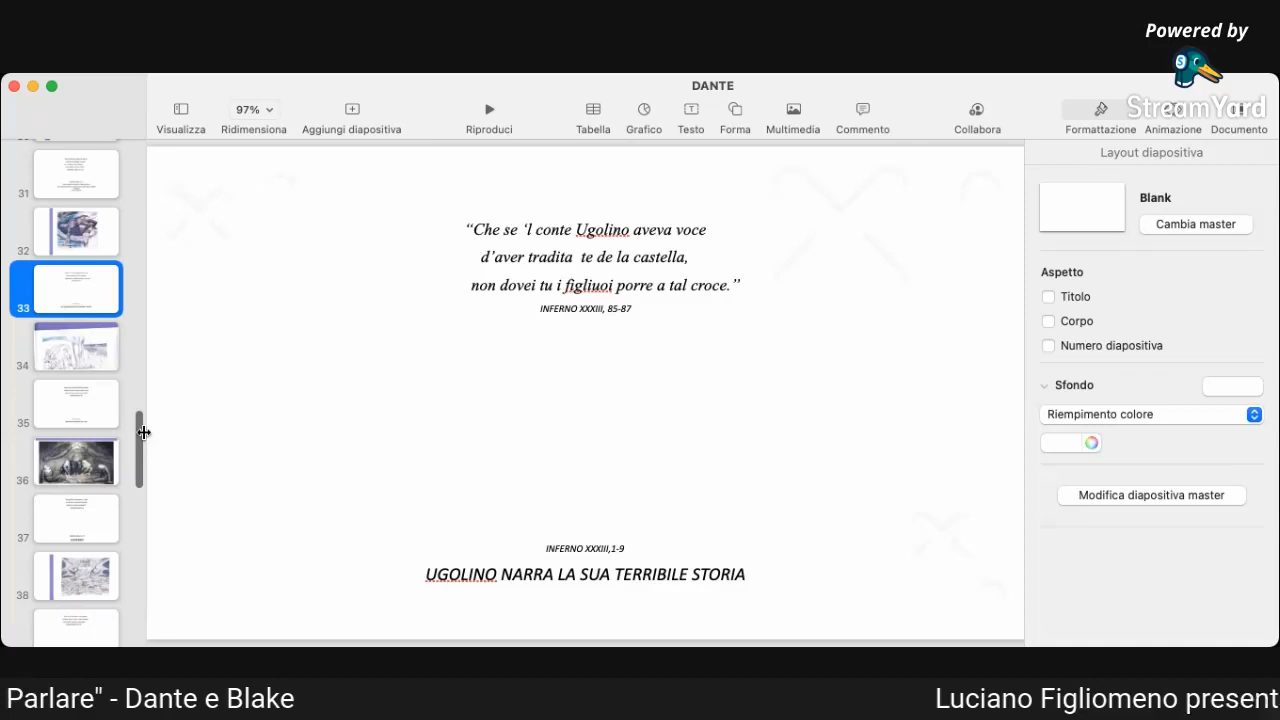 Powered by
StreamYard
DANTE
97%
Visualizza
Ridimensiona
Aggiungi diapositiva
Riproduci
Tabella
Grafico
Testo
Forma
Multimedia
Commento
Collabora
Formattazione
Animazione
Documento
Layout diapositiva
31
32
33
34
35
36
37
38
“Che se ‘l conte Ugolino aveva voce
d’aver tradita te de la castella,
non dovei tu i figliuoi porre a tal croce.”
INFERNO XXXIII, 85-87
INFERNO XXXIII,1-9
UGOLINO NARRA LA SUA TERRIBILE STORIA
Blank
Cambia master
Aspetto
Titolo
Corpo
Numero diapositiva
Sfondo
Riempimento colore
Modifica diapositiva master
Parlare" - Dante e Blake
Luciano Figliomeno present